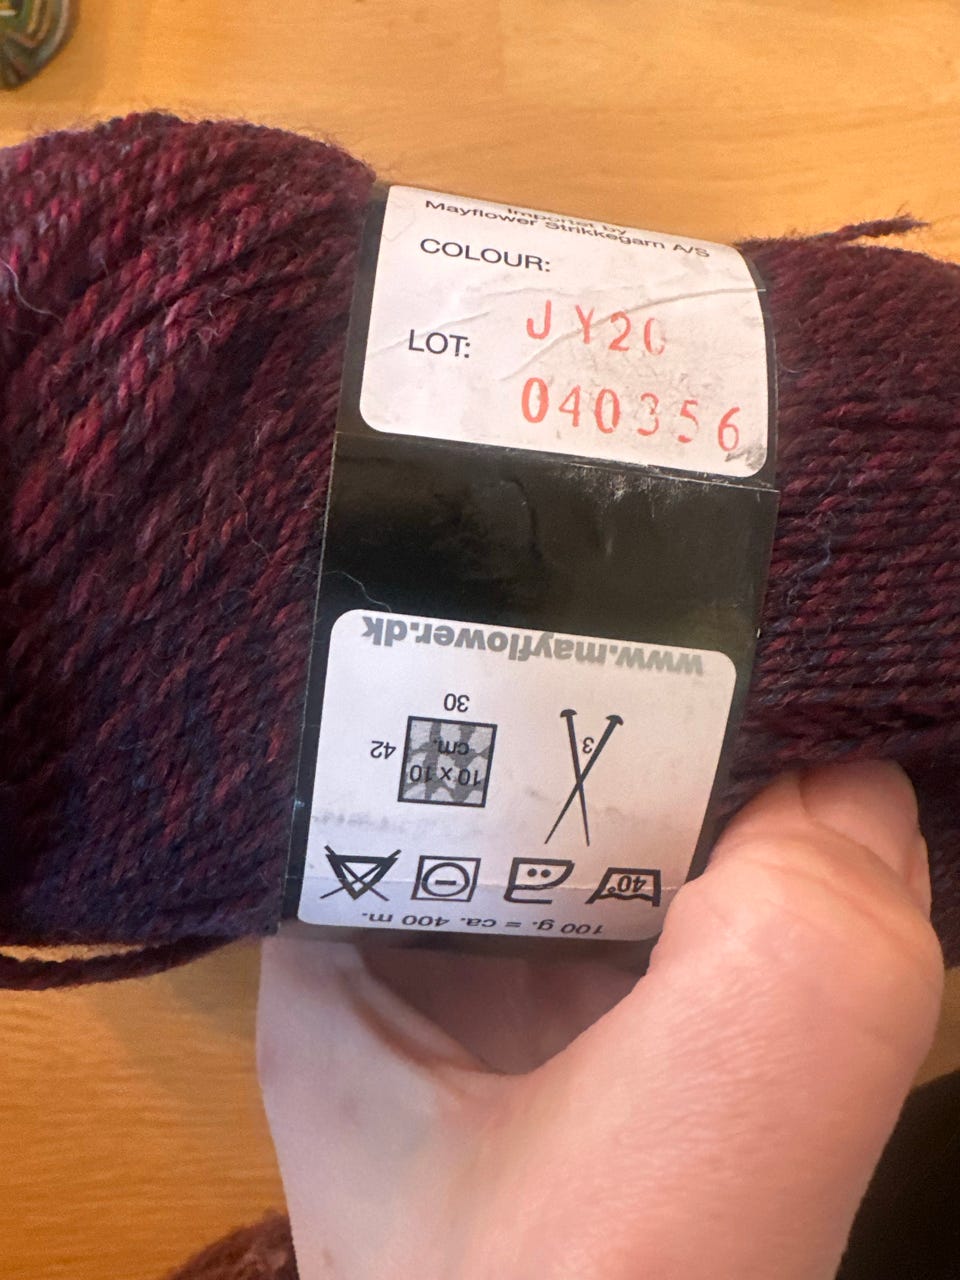 Importet by
Mayflower Strikkegarn A/S
COLOUR:
JY20
LOT:
040356
100 g. = ca. 400 m.
40°
3
10 x 10
cm.
42
30
www.mayflower.dk